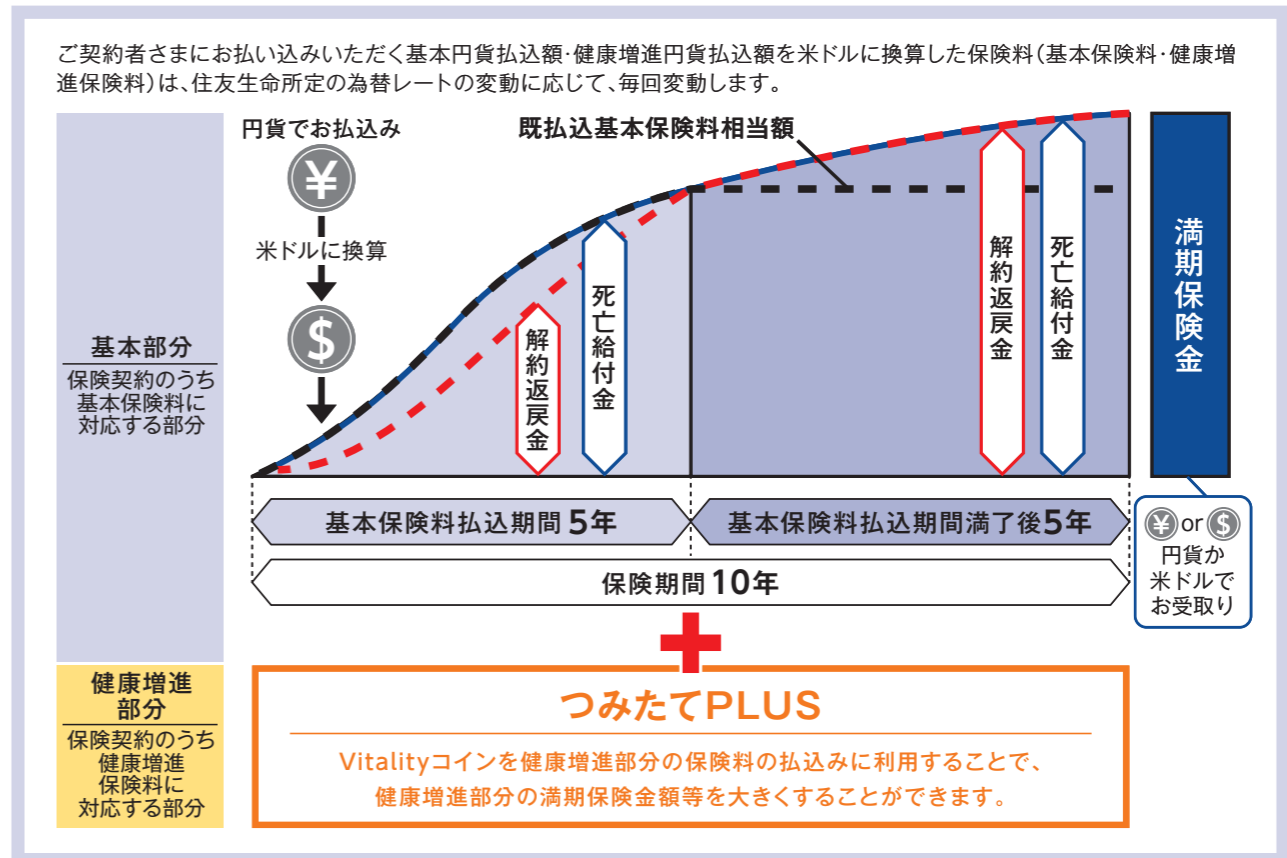 ご契約者さまにお払い込みいただく基本円貨払込額・健康増進円貨払込額を米ドルに換算した保険料(基本保険料・健康増
進保険料)は、住友生命所定の為替レートの変動に応じて、毎回変動します。
円貨でお払込み
¥
米ドルに換算
$
既払込基本保険料相当額
解約返戻金
死亡給付金
解約返戻金
死亡給付金
満期保険金
基本部分
保険契約のうち
基本保険料に
対応する部分
基本保険料払込期間5年
基本保険料払込期間満了後5年
保険期間10年
¥ or $
円貨か
米ドルで
お受取り
健康増進
部分
保険契約のうち
健康増進
保険料に
対応する部分
つみたてPLUS
Vitalityコインを健康増進部分の保険料の払込みに利用することで、
健康増進部分の満期保険金額等を大きくすることができます。